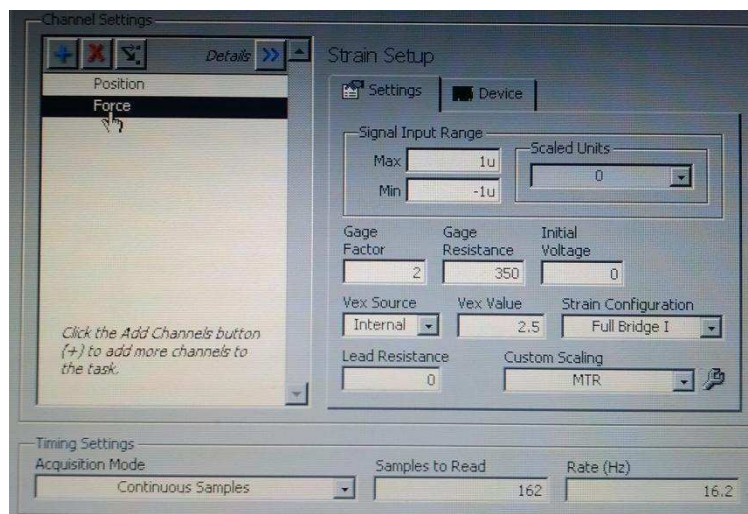 Channel Settings
Details
Position
Force
Click the Add Channels button
(+) to add more channels to
the task.
Strain Setup
Settings
Device
Signal Input Range
Max 1u
Min -1u
Scaled Units
0
Gage Factor
2
Gage Resistance
350
Initial Voltage
0
Vex Source
Internal
Vex Value
2.5
Strain Configuration
Full Bridge I
Lead Resistance
0
Custom Scaling
MTR
Timing Settings
Acquisition Mode
Continuous Samples
Samples to Read
162
Rate (Hz)
16.2